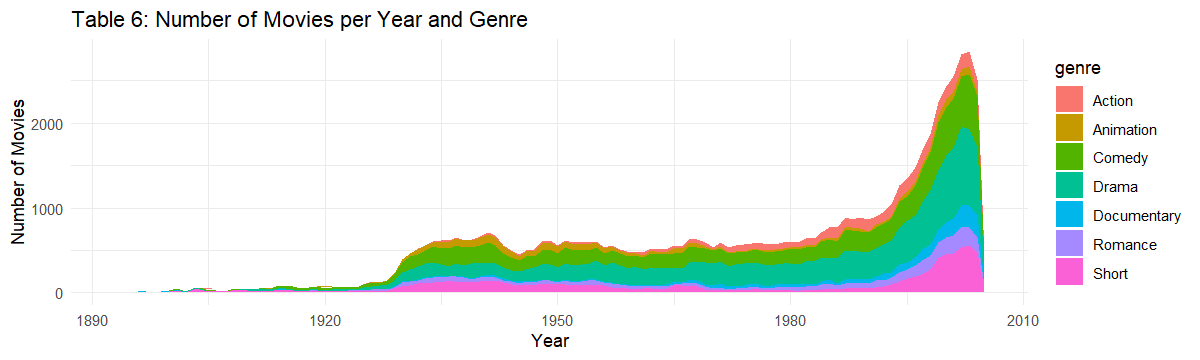 Table 6: Number of Movies per Year and Genre
Number of Movies
2000
1000
0
1890
1920
1950
1980
2010
Year
genre
Action
Animation
Comedy
Drama
Documentary
Romance
Short